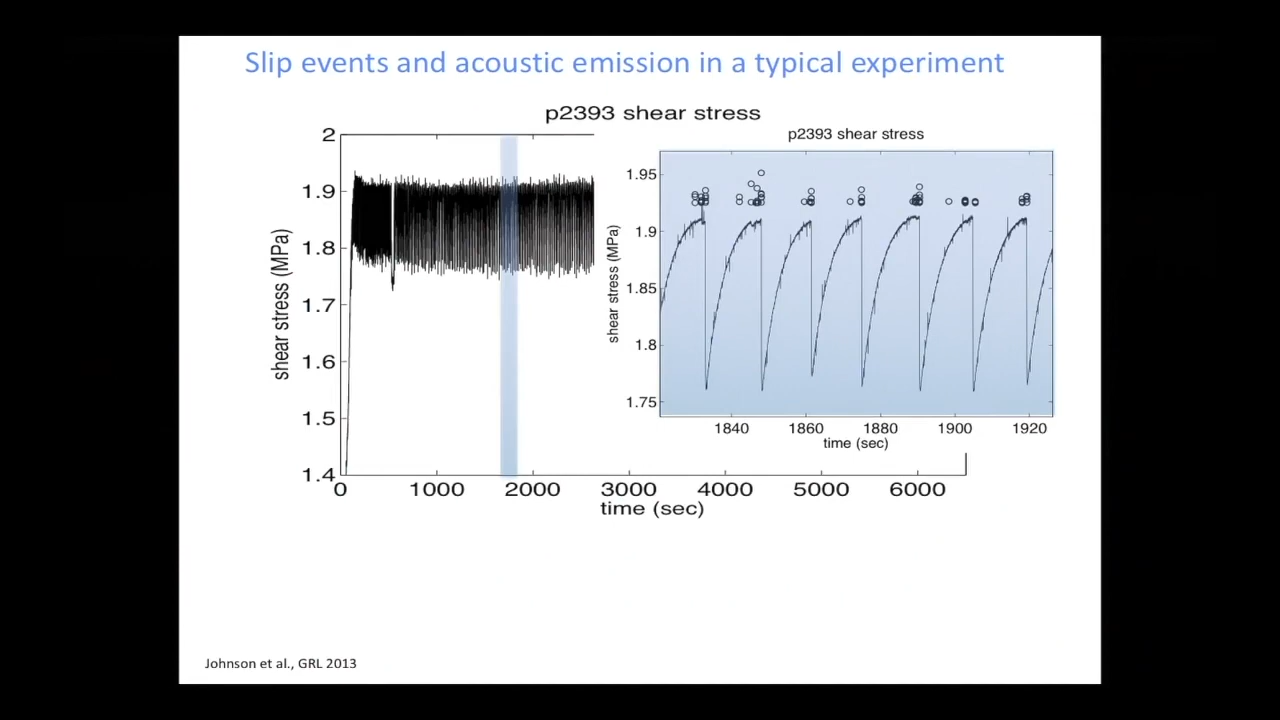 Slip events and acoustic emission in a typical experiment
p2393 shear stress
2
1.9
1.8
1.7
1.6
1.5
1.4
shear stress (MPa)
0 1000 2000 3000 4000 5000 6000
time (sec)
p2393 shear stress
1.95
1.9
1.85
1.8
1.75
shear stress (MPa)
1840 1860 1880 1900 1920
time (sec)
Johnson et al., GRL 2013